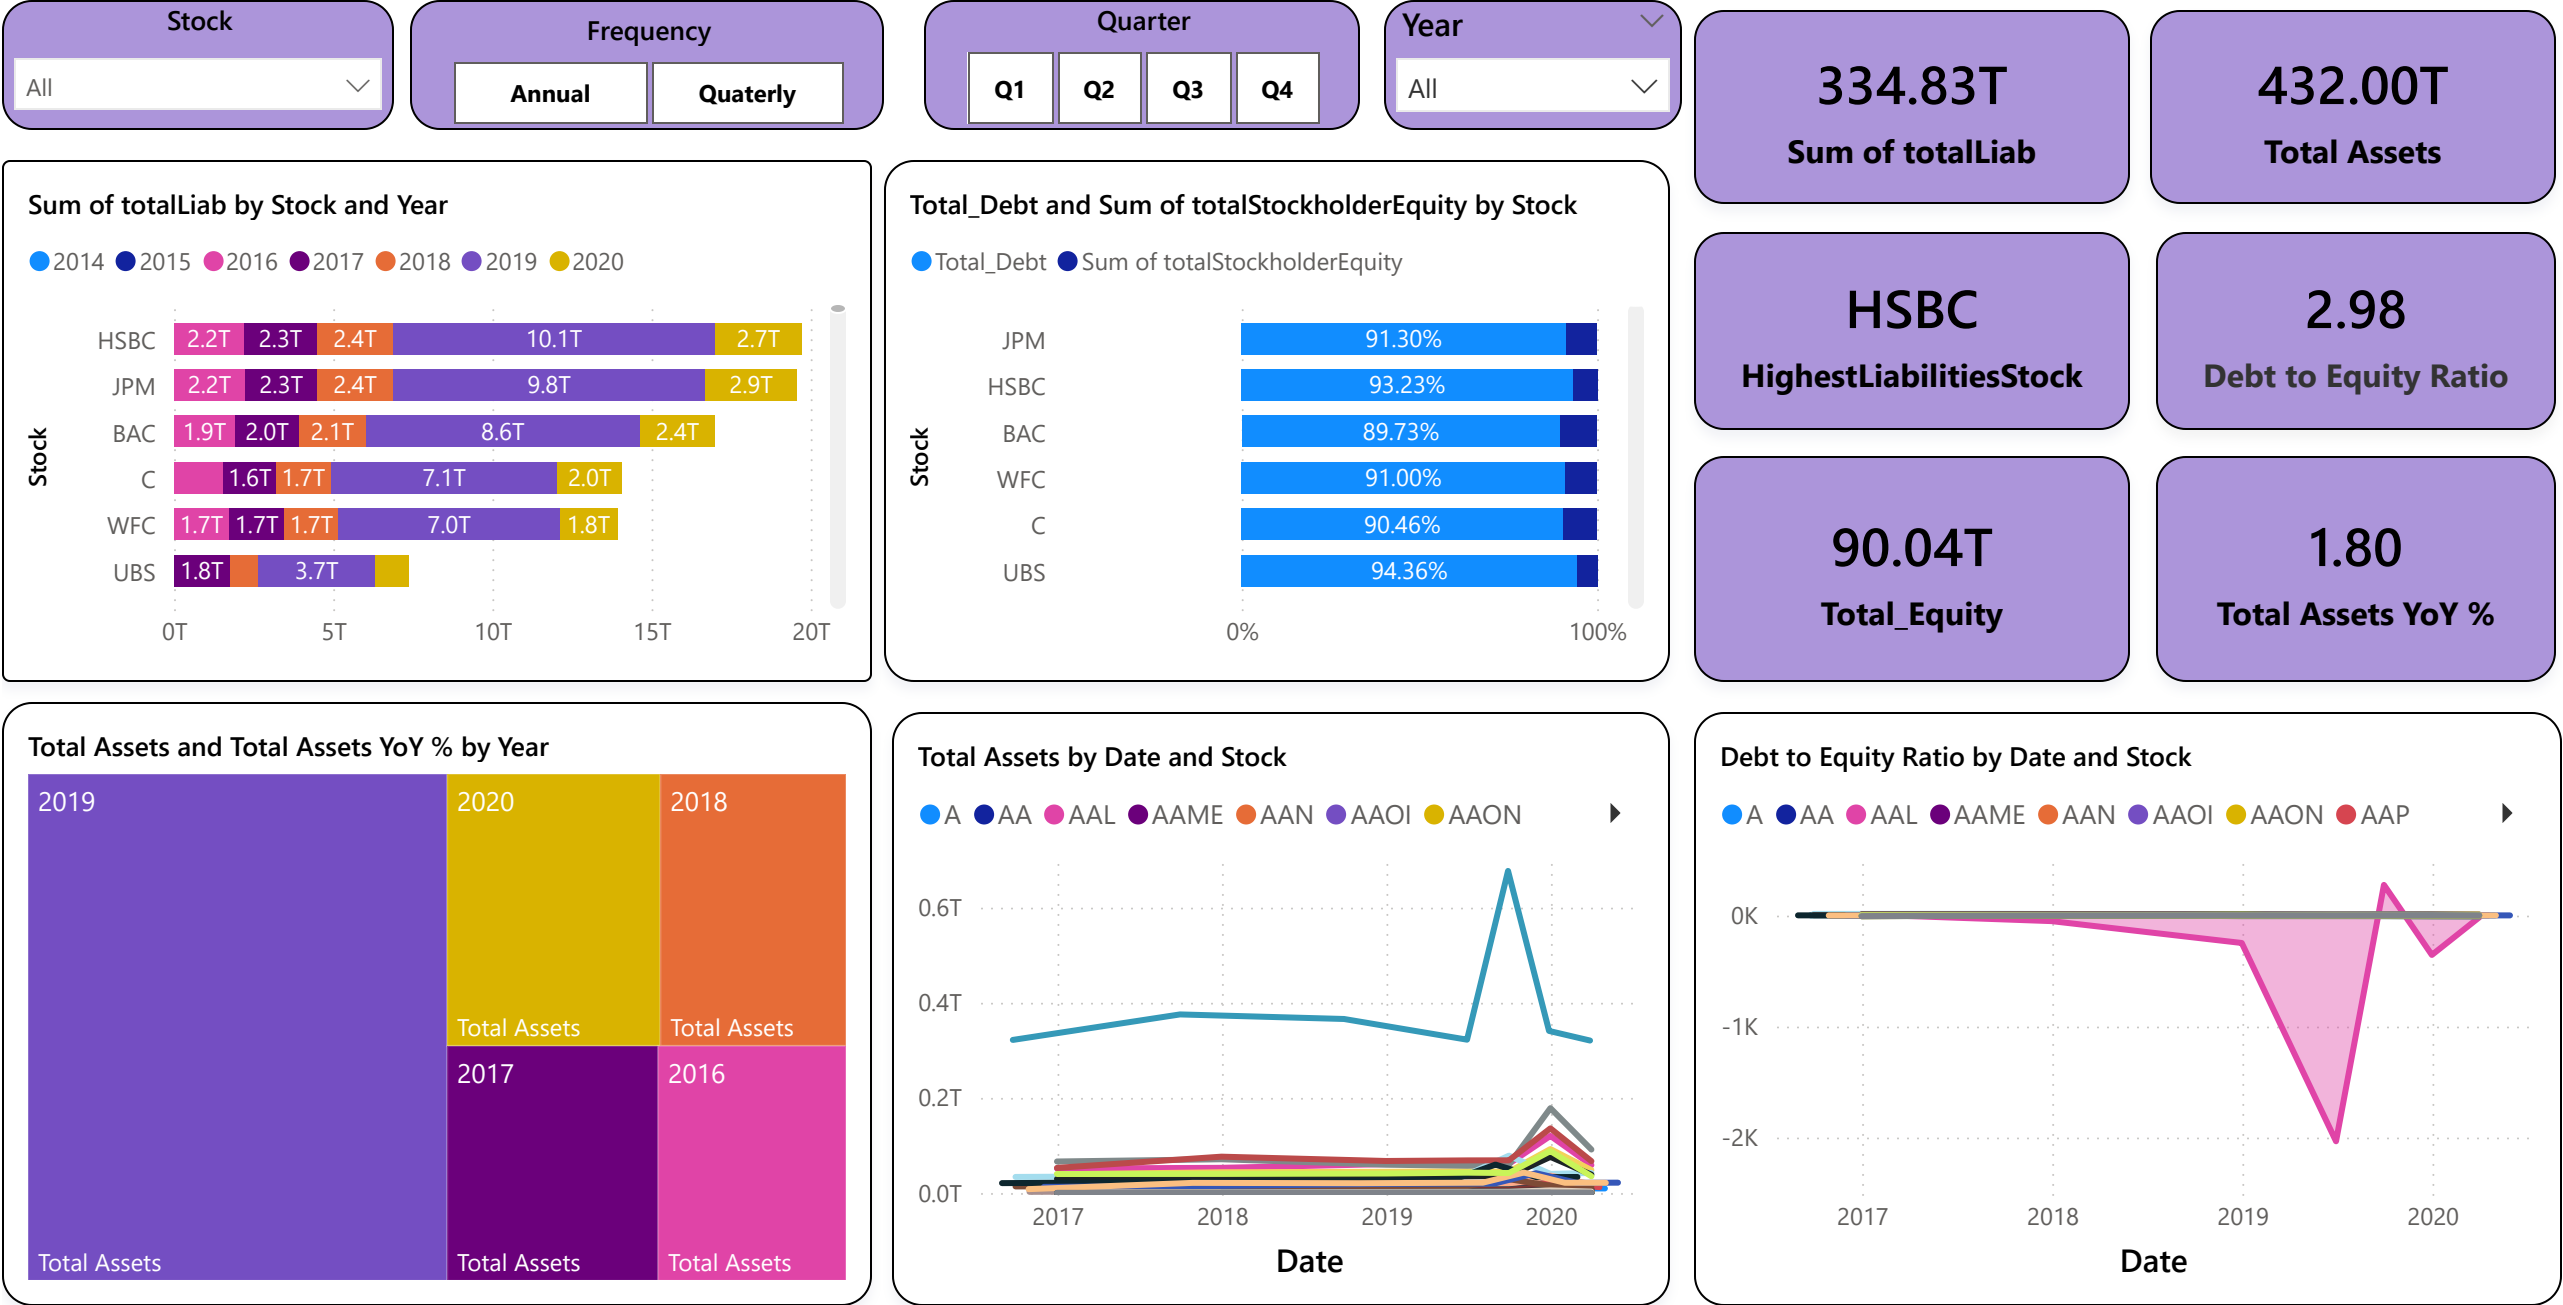 Stock
All
Frequency
Annual
Quaterly
Quarter
Q1
Q2
Q3
Q4
Year
All
334.83T
Sum of totalLiab
432.00T
Total Assets
HSBC
HighestLiabilitiesStock
2.98
Debt to Equity Ratio
90.04T
Total_Equity
1.80
Total Assets YoY %
Sum of totalLiab by Stock and Year
2014 2015 2016 2017 2018 2019 2020
Stock
HSBC 2.2T 2.3T 2.4T 10.1T 2.7T
JPM 2.2T 2.3T 2.4T 9.8T 2.9T
BAC 1.9T 2.0T 2.1T 8.6T 2.4T
C 1.6T 1.7T 7.1T 2.0T
WFC 1.7T 1.7T 1.7T 7.0T 1.8T
UBS 1.8T 3.7T
0T 5T 10T 15T 20T
Total_Debt and Sum of totalStockholderEquity by Stock
Total_Debt Sum of totalStockholderEquity
Stock
JPM 91.30%
HSBC 93.23%
BAC 89.73%
WFC 91.00%
C 90.46%
UBS 94.36%
0% 100%
Total Assets and Total Assets YoY % by Year
2019
Total Assets
2020
Total Assets
2018
Total Assets
2017
Total Assets
2016
Total Assets
Total Assets by Date and Stock
A AA AAL AAME AAN AAOI AAON
0.6T
0.4T
0.2T
0.0T
2017 2018 2019 2020
Date
Debt to Equity Ratio by Date and Stock
A AA AAL AAME AAN AAOI AAON AAP
0K
-1K
-2K
2017 2018 2019 2020
Date